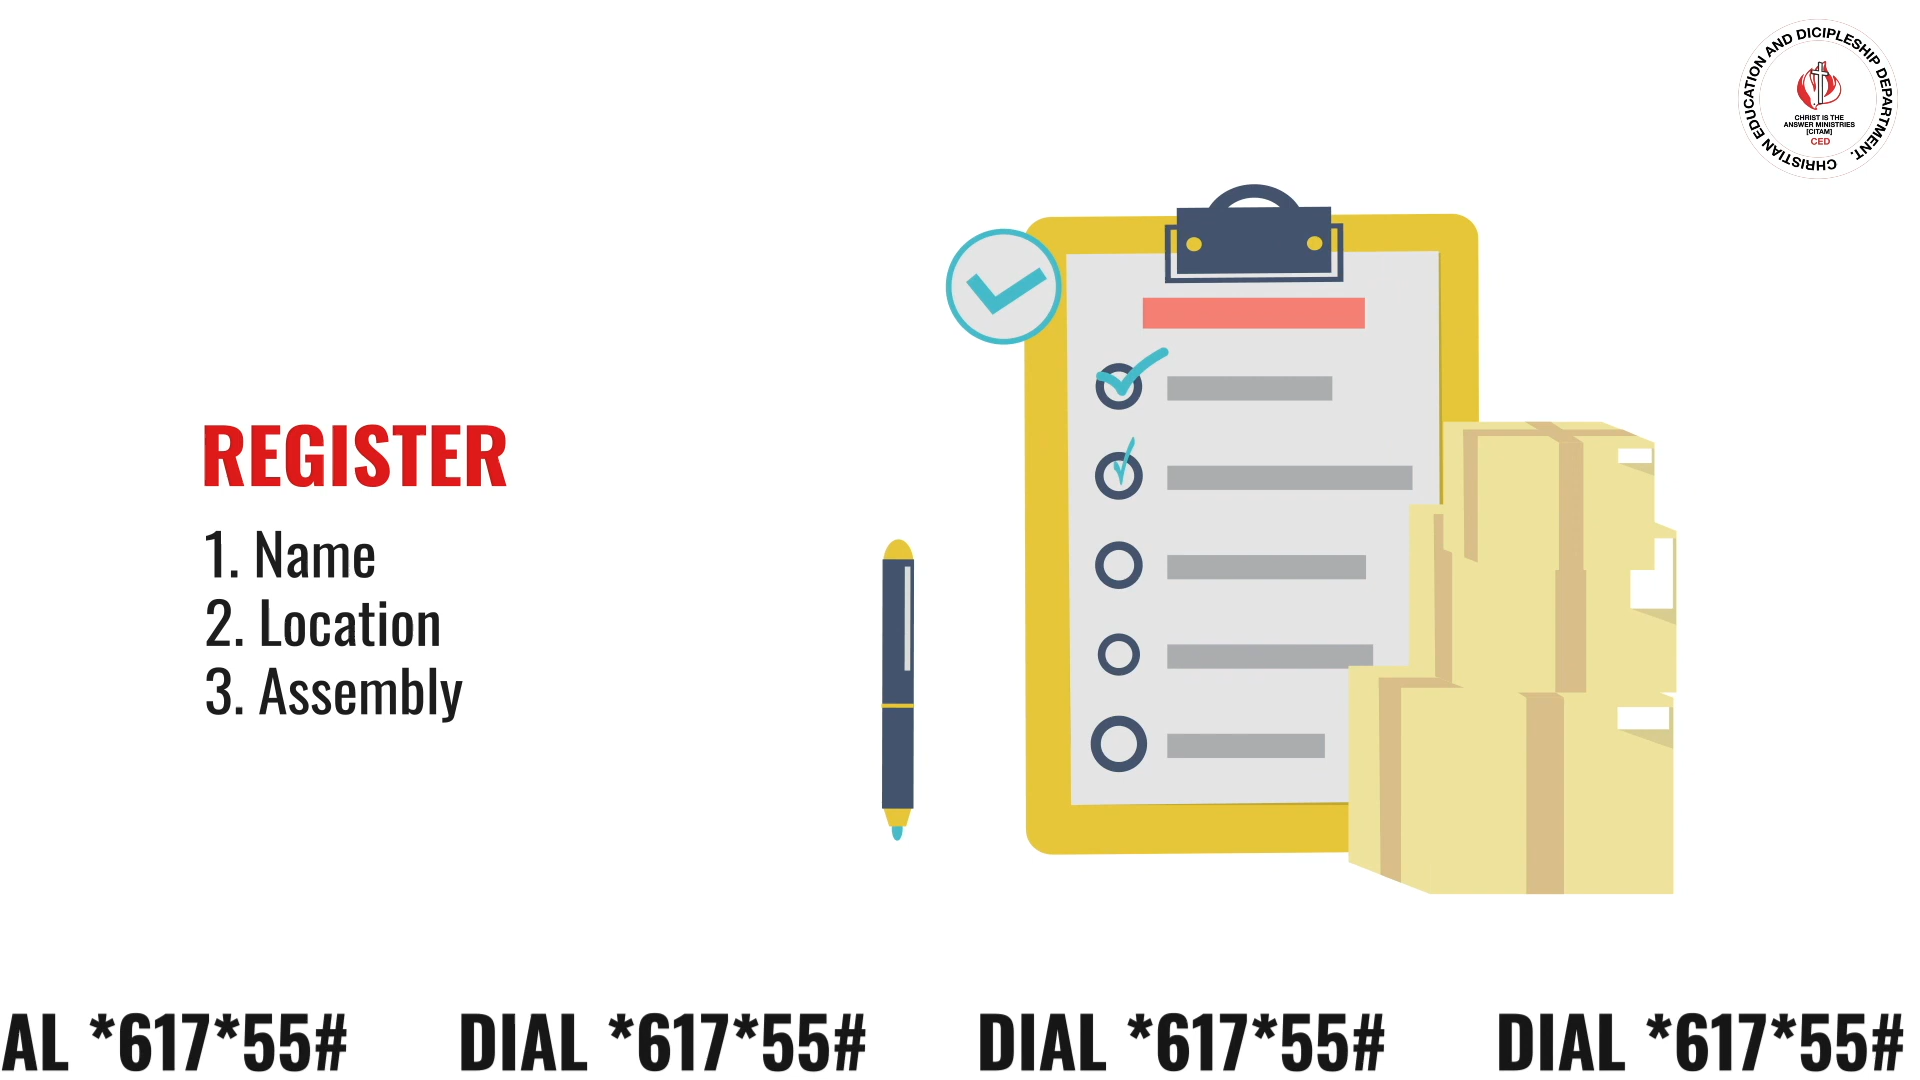 CHRISTIAN EDUCATION AND DICIPLESHIP DEPARTMENT.
CHRIST IS THE
ANSWER MINISTRIES
[CITAM]
CED
REGISTER
1. Name
2. Location
3. Assembly
AL *617*55# DIAL *617*55# DIAL *617*55# DIAL *617*55#